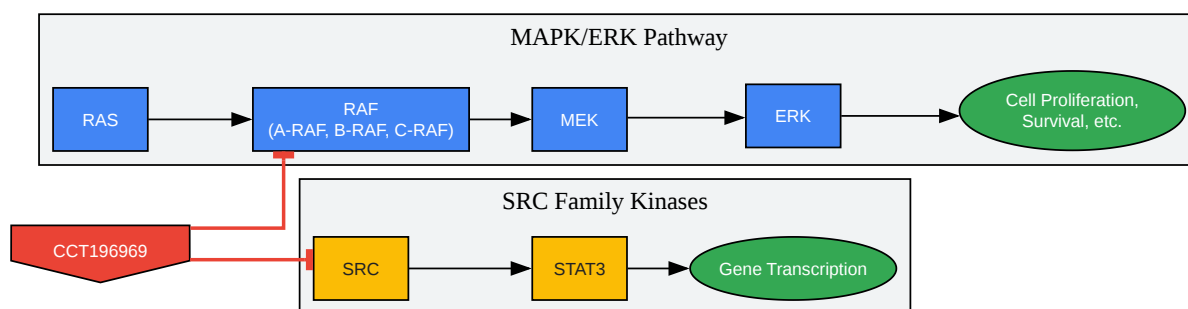 MAPK/ERK Pathway
RAS
RAF
(A-RAF, B-RAF, C-RAF)
MEK
ERK
Cell Proliferation,
Survival, etc.
SRC Family Kinases
CCT196969
SRC
STAT3
Gene Transcription